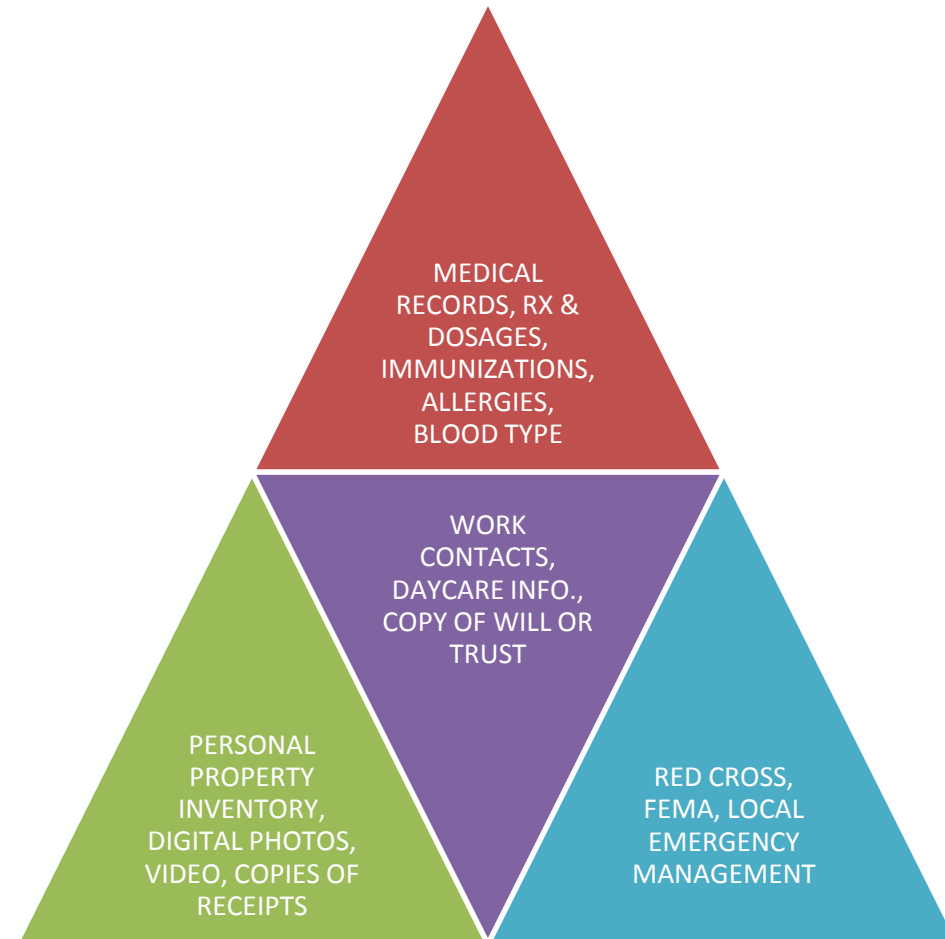 MEDICAL
RECORDS, RX &
DOSAGES,
IMMUNIZATIONS,
ALLERGIES,
BLOOD TYPE
WORK
CONTACTS,
DAYCARE INFO.,
COPY OF WILL OR
TRUST
PERSONAL
PROPERTY
INVENTORY,
DIGITAL PHOTOS,
VIDEO, COPIES OF
RECEIPTS
RED CROSS,
FEMA, LOCAL
EMERGENCY
MANAGEMENT